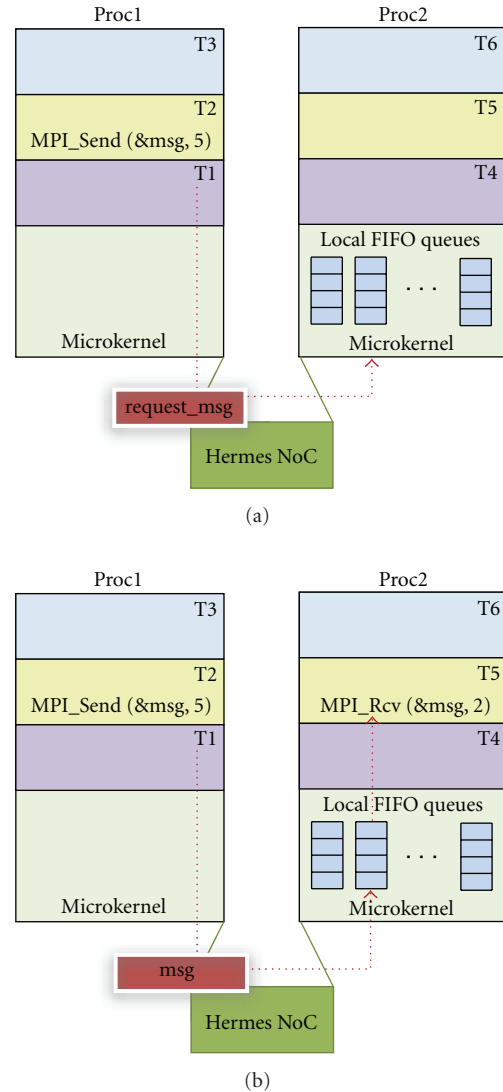 Proc1
Proc2
T3
T6
T2
T5
MPI_Send (&msg, 5)
T1
T4
Local FIFO queues
. . .
Microkernel
Microkernel
request_msg
Hermes NoC
(a)
Proc1
Proc2
T3
T6
T2
T5
MPI_Send (&msg, 5)
MPI_Rcv (&msg, 2)
T1
T4
Local FIFO queues
. . .
Microkernel
Microkernel
msg
Hermes NoC
(b)